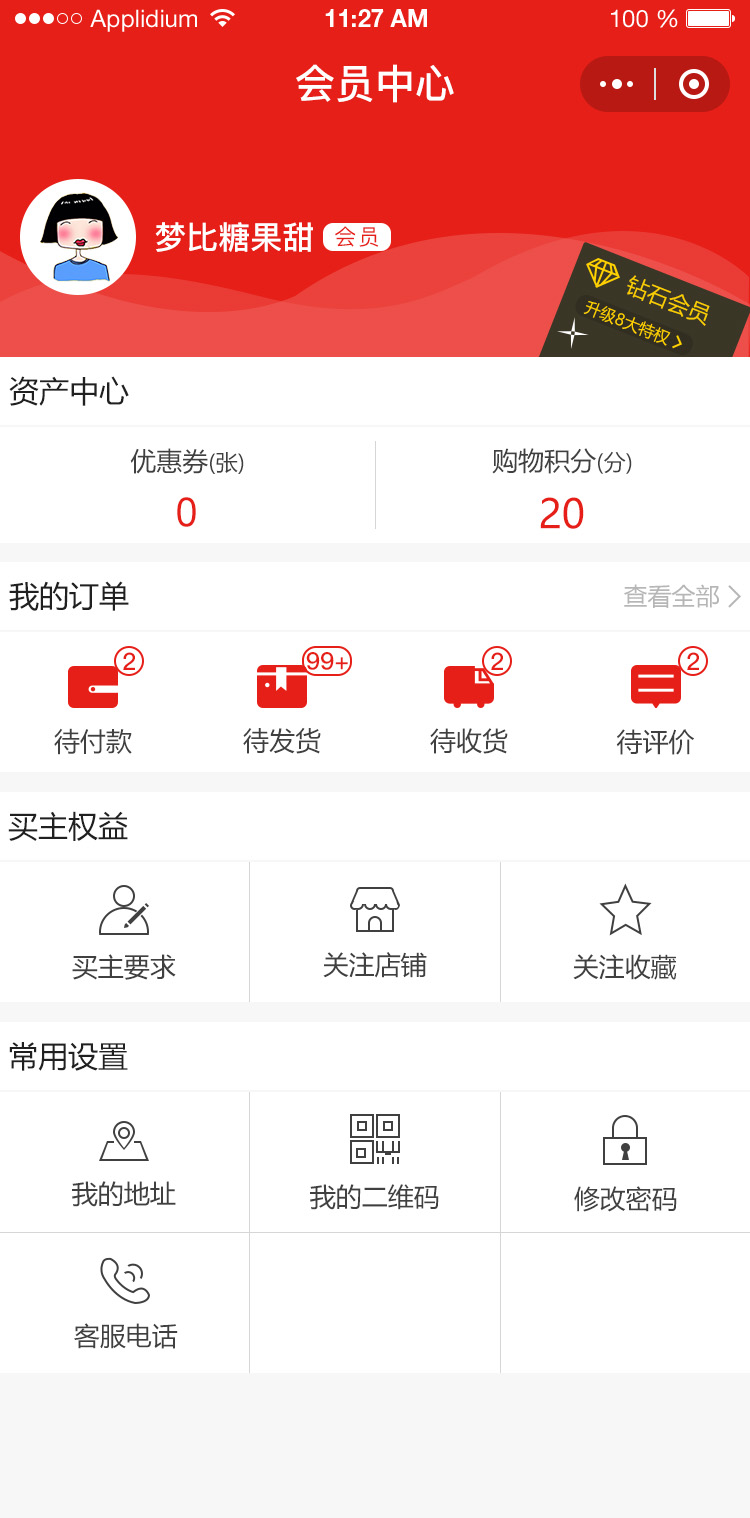 Applidium 11:27 AM 100 %
会员中心
梦比糖果甜 会员
钻石会员
升级8大特权
资产中心
优惠券(张) 购物积分(分)
0 20
我的订单 查看全部
2 99+ 2 2
待付款 待发货 待收货 待评价
买主权益
买主要求 关注店铺 关注收藏
常用设置
我的地址 我的二维码 修改密码
客服电话